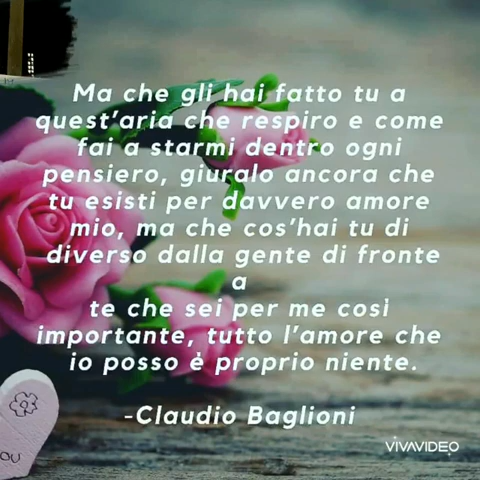 Ma che gli hai fatto tu a
quest'aria che respiro e come
fai a starmi dentro ogni
pensiero, giuralo ancora che
tu esisti per davvero amore
mio, ma che cos'hai tu di
diverso dalla gente di fronte
a
te che sei per me così
importante, tutto l'amore che
io posso è proprio niente.
-Claudio Baglioni
VIVAVIDEO
OU